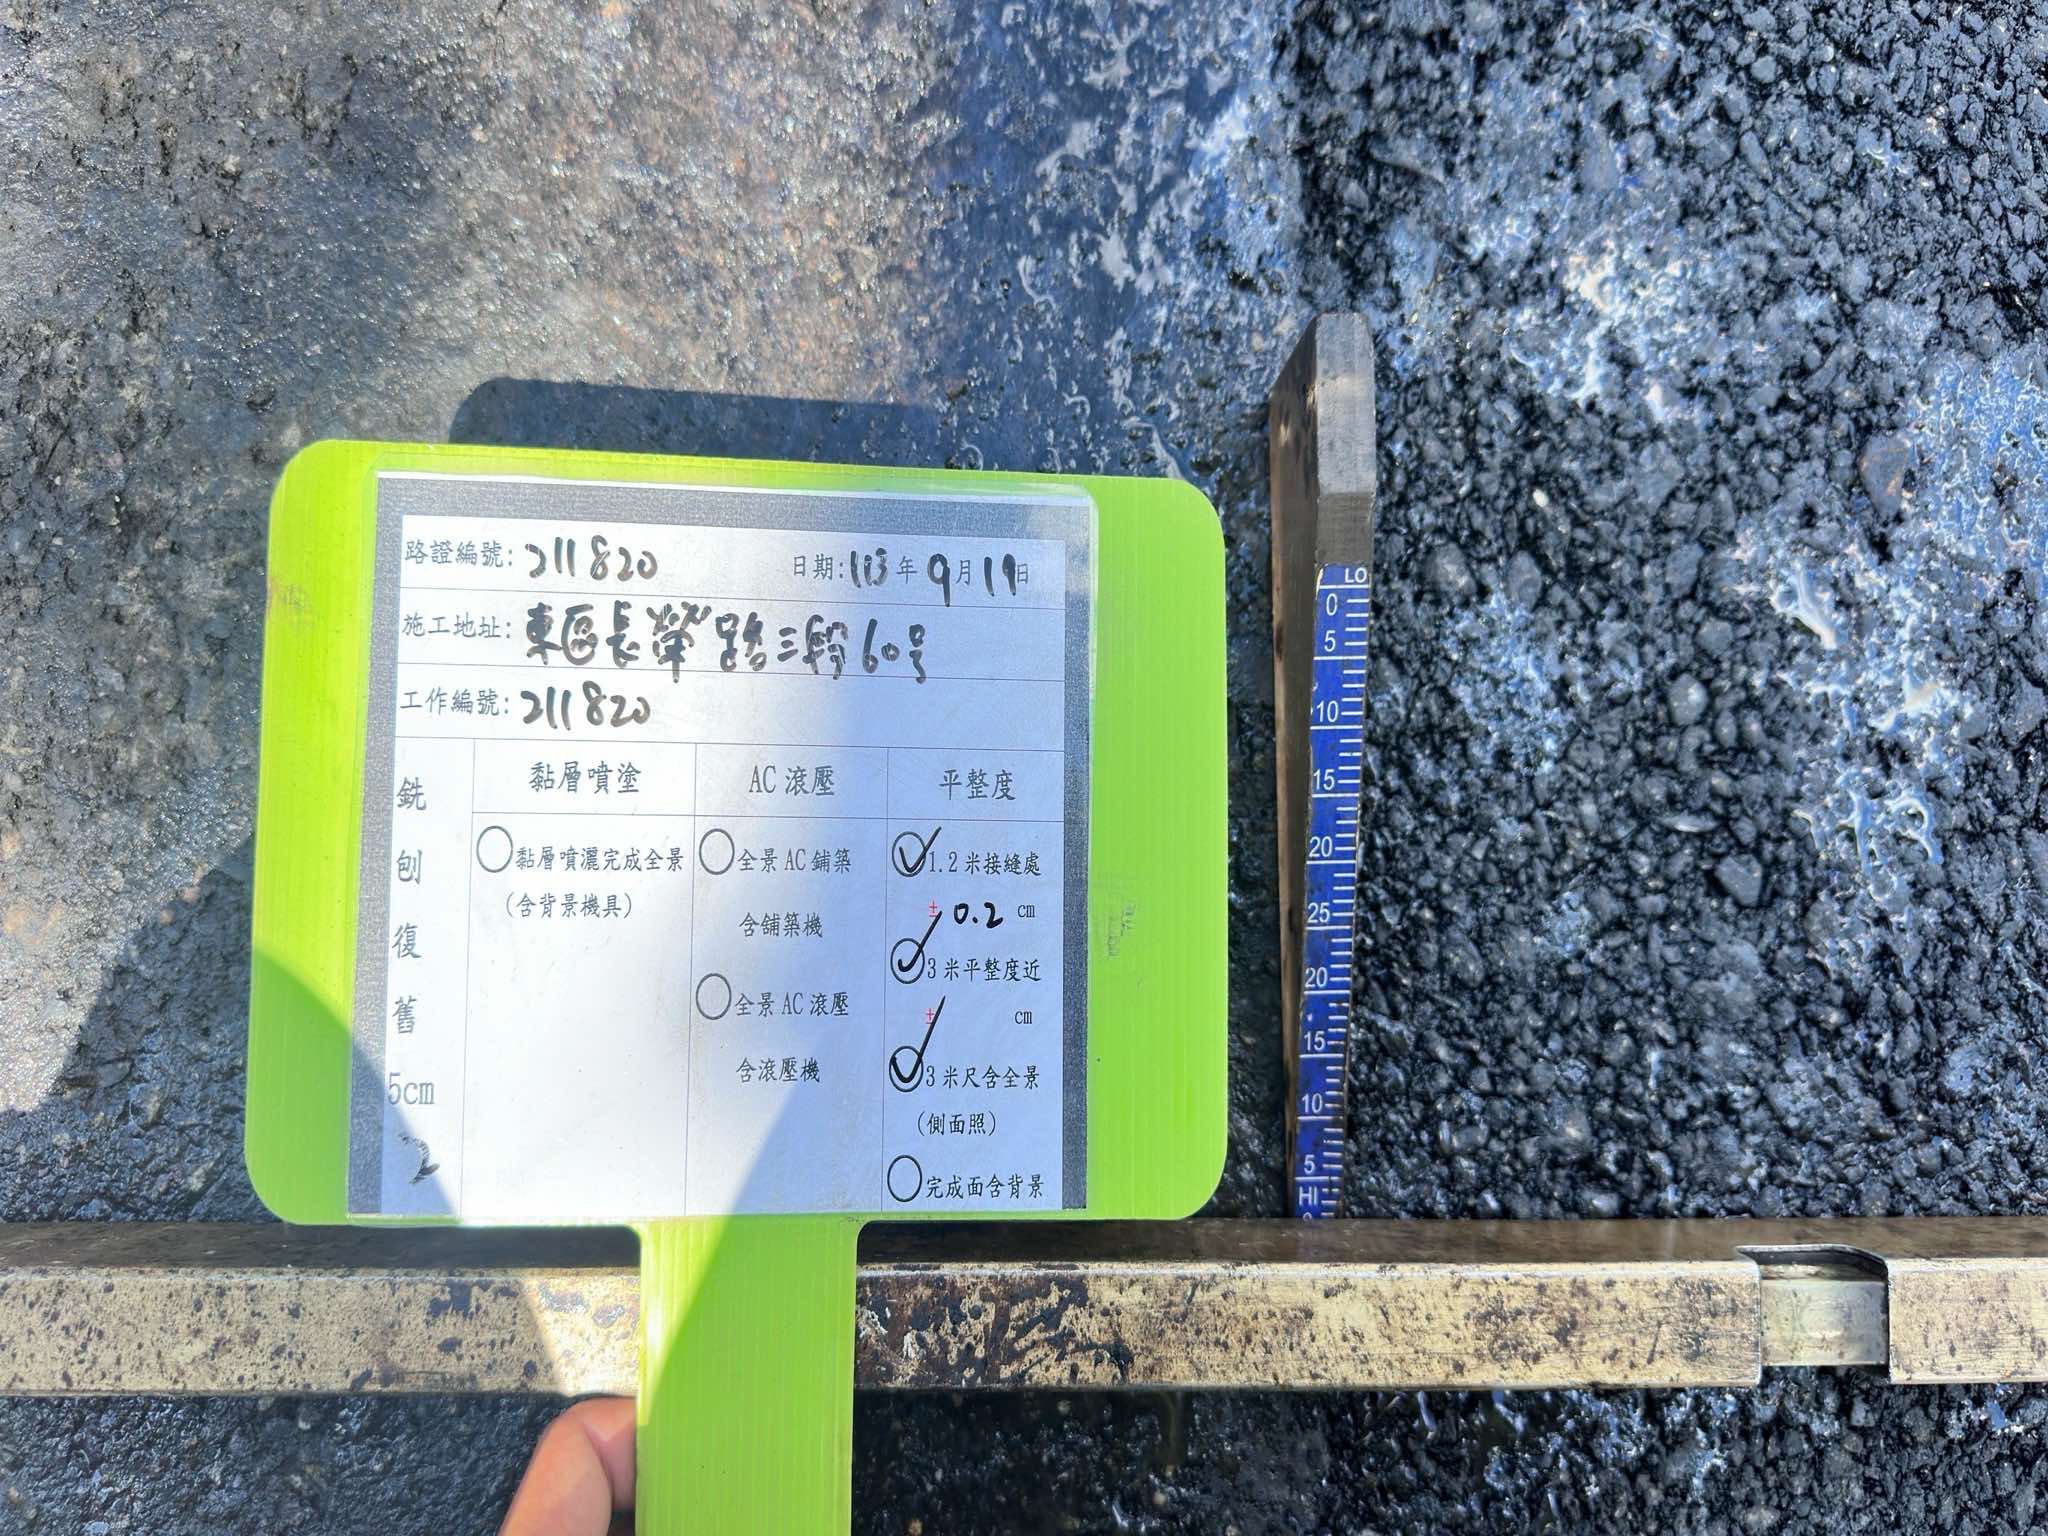 路證編號: 211820 日期: 113年9月19日
施工地址: 東區長榮路三段60号
工作編號: 211820
銑刨復舊5cm
2
黏層噴塗
黏層噴灑完成全景
(含背景機具)
AC滾壓
全景AC鋪築
含舖築機
全景AC滾壓
含滾壓機
平整度
1.2米接縫處
± 0.2 cm
3米平整度近
± cm
3米尺含全景
(側面照)
完成面含背景
LO
0
5
10
15
20
25
20
15
10
5
HI